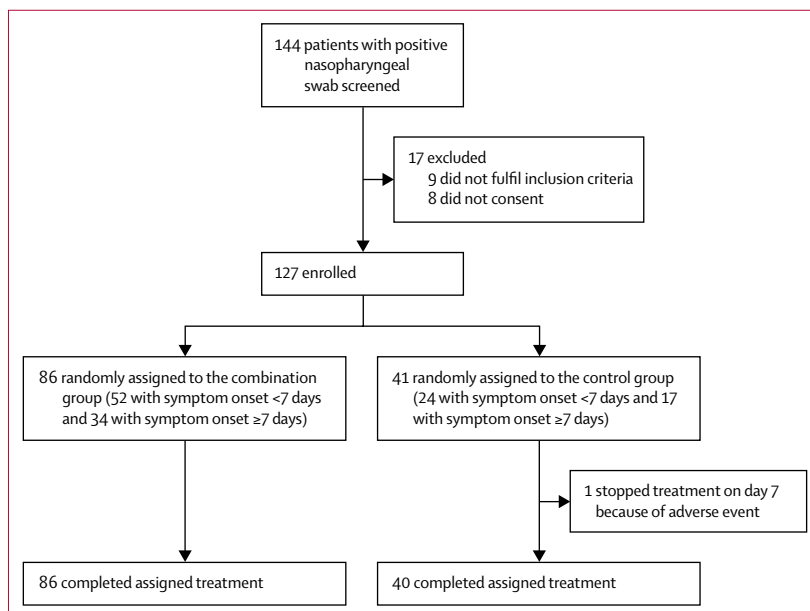 144 patients with positive
nasopharyngeal
swab screened
17 excluded
9 did not fulfil inclusion criteria
8 did not consent
127 enrolled
86 randomly assigned to the combination
group (52 with symptom onset <7 days
and 34 with symptom onset ≥7 days)
41 randomly assigned to the control group
(24 with symptom onset <7 days and 17
with symptom onset ≥7 days)
1 stopped treatment on day 7
because of adverse event
86 completed assigned treatment
40 completed assigned treatment